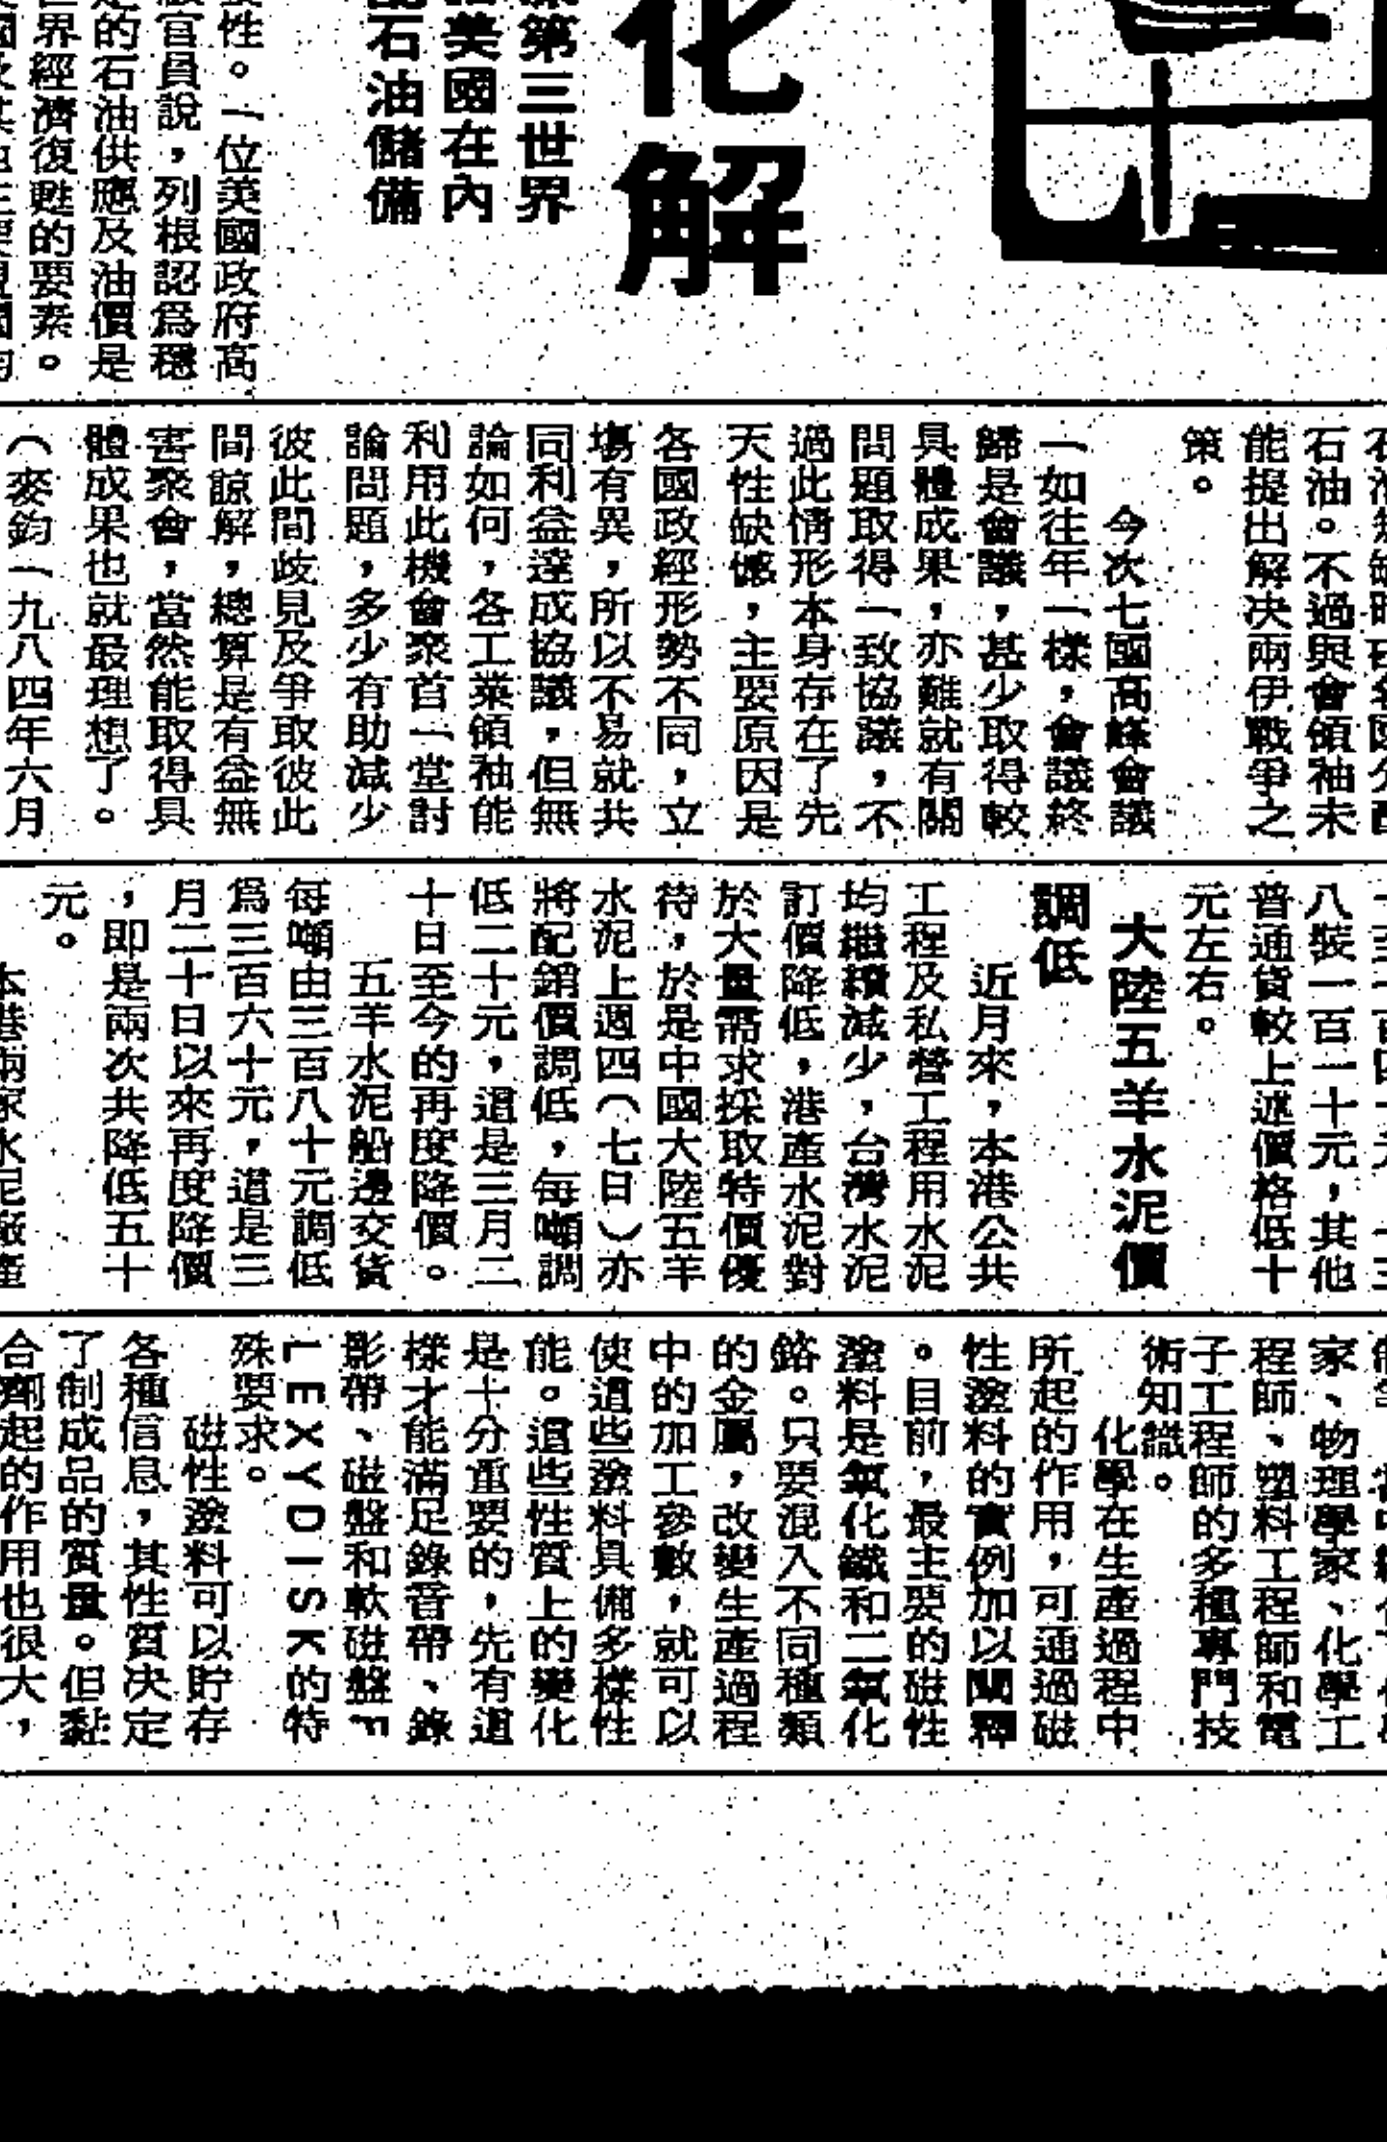 化解
第三世界
美國在內
石油儲備
性。一位美國政府高
官員說，列根認爲穩
的石油供應及油價是
世界經濟復甦的要素。
石油。不過與會領袖未
能提出解決兩伊戰爭之
策。
今次七國高峰會議
一如往年一樣，會議終
歸是會議，甚少取得較
具體成果，亦難就有關
問題取得一致協議，不
過此情形本身存在了先
天性缺憾，主要原因是
各國政經形勢不同，立
場有異，所以不易就共
同利益達成協議，但無
論如何，各工業領袖能
利用此機會聚首一堂討
論問題，多少有助減少
彼此間歧見及爭取彼此
間諒解，總算是有益無
害聚會，當然能取得具
體成果也就最理想了。
（麥鈞一九八四年六月
八裝一百一十元，其他
普通貨較上述價格低十
元左右。
大陸五羊水泥價
調低
近月來，本港公共
工程及私營工程用水泥
均繼續減少，台灣水泥
訂價降低，港產水泥對
於大量需求採取特價優
待，於是中國大陸五羊
水泥上週四（七日）亦
將配銷價調低，每噸調
低二十元，這是三月二
十日至今的再度降價。
五羊水泥船邊交貨
每噸由三百八十元調低
爲三百六十元，這是三
月二十日以來再度降價
，即是兩次共降低五十
元。
本港兩家水泥廠產
家、物理學家、化學工
程師、塑料工程師和電
子工程師的多種專門技
術知識。
化學在生產過程中
所起的作用，可通過磁
性塗料的實例加以闡釋
。目前，最主要的磁性
塗料是氧化鐵和二氧化
鉻。只要混入不同種類
的金屬，改變生產過程
中的加工參數，就可以
使這些塗料具備多樣性
能。這些性質上的變化
是十分重要的，先有這
樣才能滿足錄音帶、錄
影帶、磁盤和軟磁盤F
LEXYDISK的特
殊要求。
磁性塗料可以貯存
各種信息，其性質決定
了制成品的質量。但黏
合劑起的作用也很大，